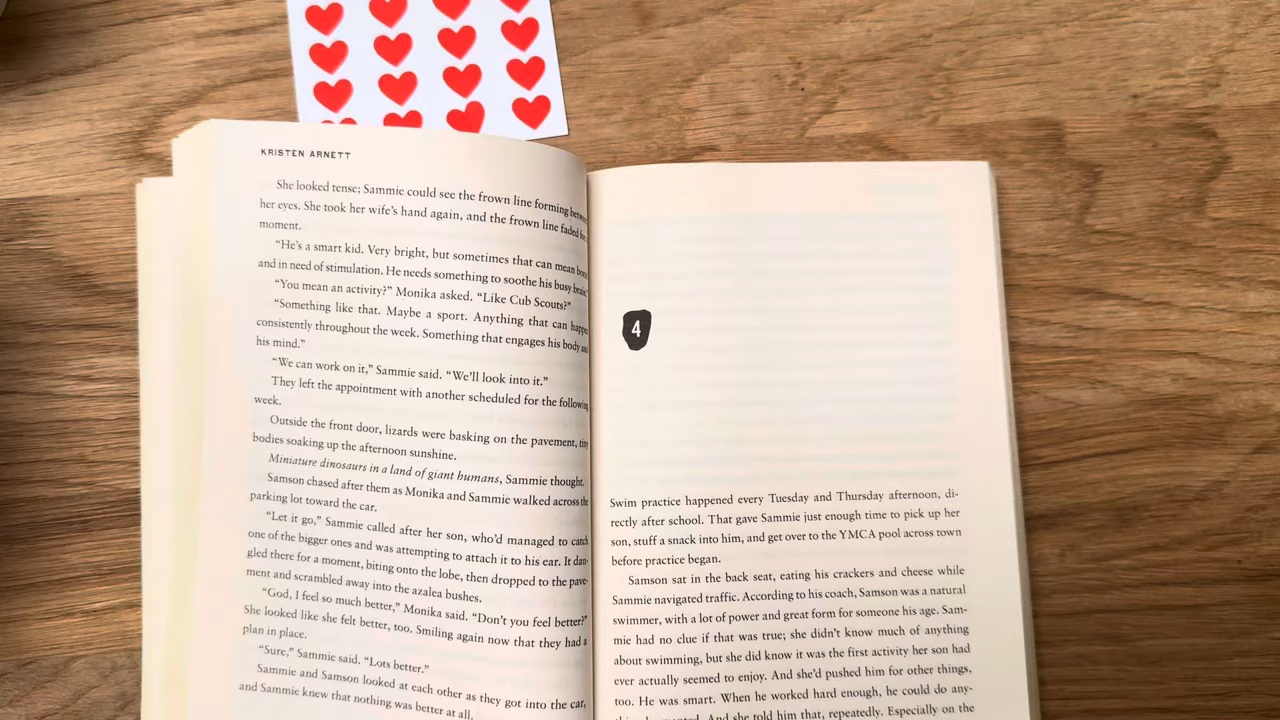 KRISTEN ARNETT
She looked tense; Sammie could see the frown line forming
her eyes. She took her wife's hand again, and the frown line faded for
moment.
"He's a smart kid. Very bright, but sometimes that can mean
and in need of stimulation. He needs something to soothe his busy brain."
"You mean an activity?" Monika asked. "Like Cub Scouts?"
"Something like that. Maybe a sport. Anything that can happen
consistently throughout the week. Something that engages his body and
his mind."
"We can work on it," Sammie said. "We'll look into it."
They left the appointment with another scheduled for the following
week.
Outside the front door, lizards were basking on the pavement, tiny
bodies soaking up the afternoon sunshine.
Miniature dinosaurs in a land of giant humans, Sammie thought.
Samson chased after them as Monika and Sammie walked across the
parking lot toward the car.
"Let it go," Sammie called after her son, who'd managed to catch
one of the bigger ones and was attempting to attach it to his ear. It dan-
gled there for a moment, biting onto the lobe, then dropped to the pave-
ment and scrambled away into the azalea bushes.
"God, I feel so much better," Monika said. "Don't you feel better?"
She looked like she felt better, too. Smiling again now that they had a
plan in place.
"Sure," Sammie said. "Lots better."
Sammie and Samson looked at each other as they got into the car,
and Sammie knew that nothing was better at all.
4
Swim practice happened every Tuesday and Thursday afternoon, di-
rectly after school. That gave Sammie just enough time to pick up her
son, stuff a snack into him, and get over to the YMCA pool across town
before practice began.
Samson sat in the back seat, eating his crackers and cheese while
Sammie navigated traffic. According to his coach, Samson was a natural
swimmer, with a lot of power and great form for someone his age. Sam-
mie had no clue if that was true; she didn't know much of anything
about swimming, but she did know it was the first activity her son had
ever actually seemed to enjoy. And she'd pushed him for other things,
too. He was smart. When he worked hard enough, he could do any-
And she told him that, repeatedly. Especially on the